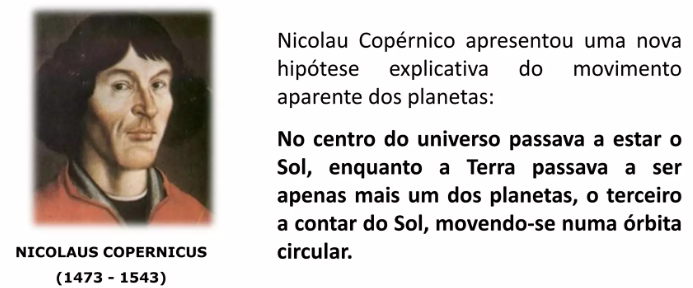 Nicolau Copérnico apresentou uma nova
hipótese explicativa do movimento
aparente dos planetas:
No centro do universo passava a estar o
Sol, enquanto a Terra passava a ser
apenas mais um dos planetas, o terceiro
a contar do Sol, movendo-se numa órbita
circular.
NICOLAUS COPERNICUS
(1473 - 1543)